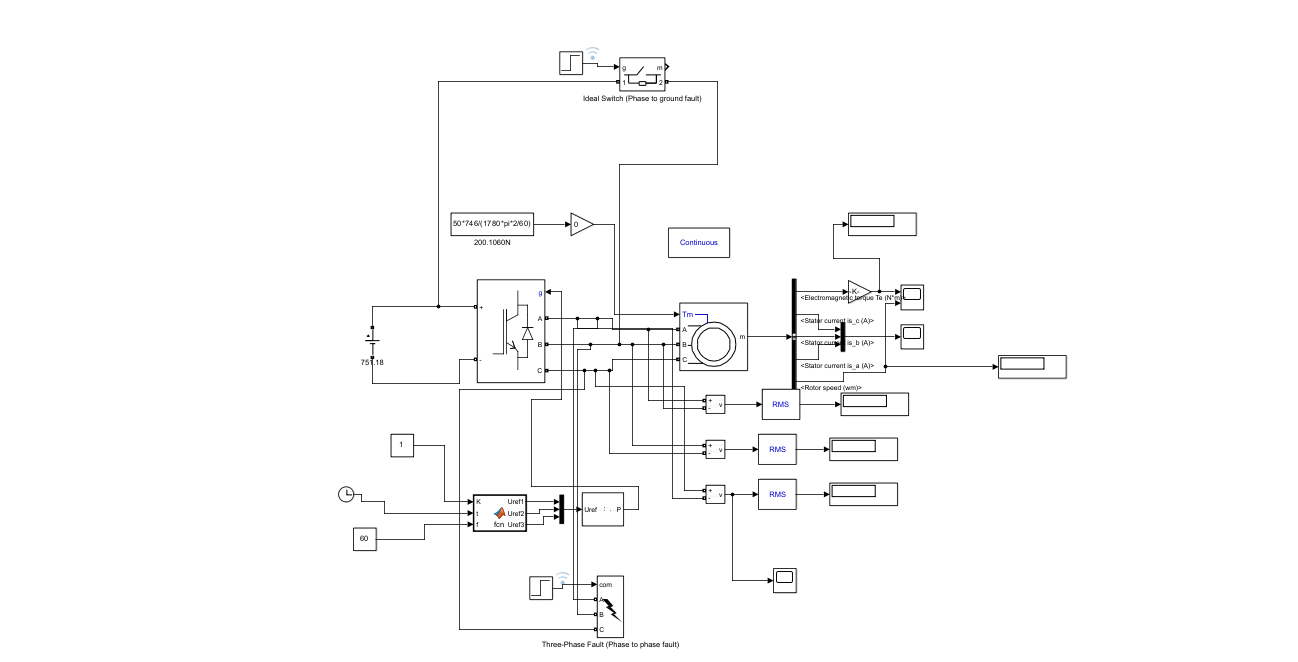 g
m
1
2
Ideal Switch (Phase to ground fault)
50*746/(1780*pi*2/60)
0
200.1060N
Continuous
-K-
<Electromagnetic torque Te (N*m)>
g
+
A
B
-
C
751.18
Tm
A
B
C
m
<Stator current is_c (A)>
<Stator current is_b (A)>
<Stator current is_a (A)>
<Rotor speed (wm)>
+
-
v
RMS
+
-
v
RMS
+
-
v
RMS
1
60
K
t
f
Uref1
Uref2
Uref3
fcn
Uref
P
com
A
B
C
Three-Phase Fault (Phase to phase fault)